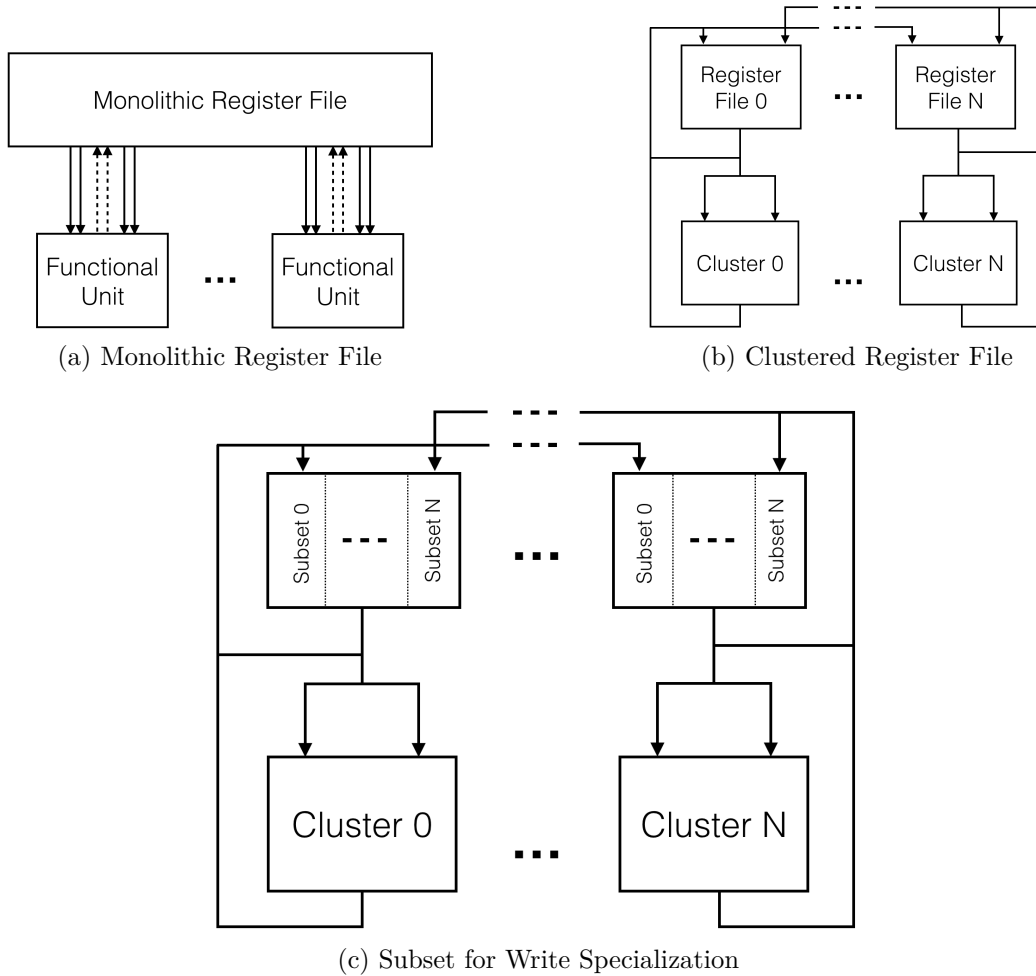 Monolithic Register File
Functional
Unit
...
Functional
Unit
(a) Monolithic Register File
Register
File 0
...
Register
File N
Cluster 0
...
Cluster N
(b) Clustered Register File
Subset 0
Subset N
...
Subset 0
Subset N
Cluster 0
...
Cluster N
(c) Subset for Write Specialization